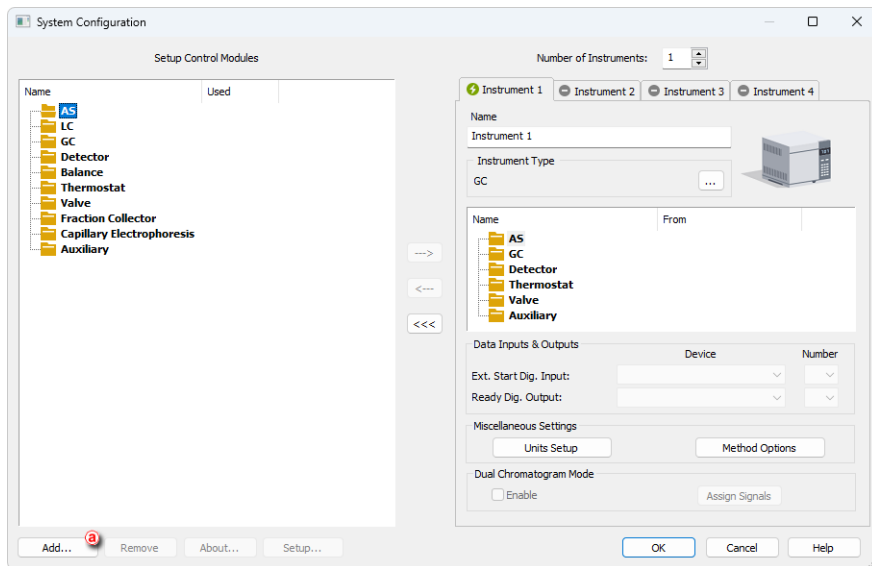 System Configuration
Setup Control Modules
Name Used
AS
LC
GC
Detector
Balance
Thermostat
Valve
Fraction Collector
Capillary Electrophoresis
Auxiliary
--->
<---
<<<
Add... a Remove About... Setup...
Number of Instruments: 1
Instrument 1 Instrument 2 Instrument 3 Instrument 4
Name
Instrument 1
Instrument Type
GC ...
Name From
AS
GC
Detector
Thermostat
Valve
Auxiliary
Data Inputs & Outputs
Device Number
Ext. Start Dig. Input:
Ready Dig. Output:
Miscellaneous Settings
Units Setup Method Options
Dual Chromatogram Mode
Enable Assign Signals
OK Cancel Help